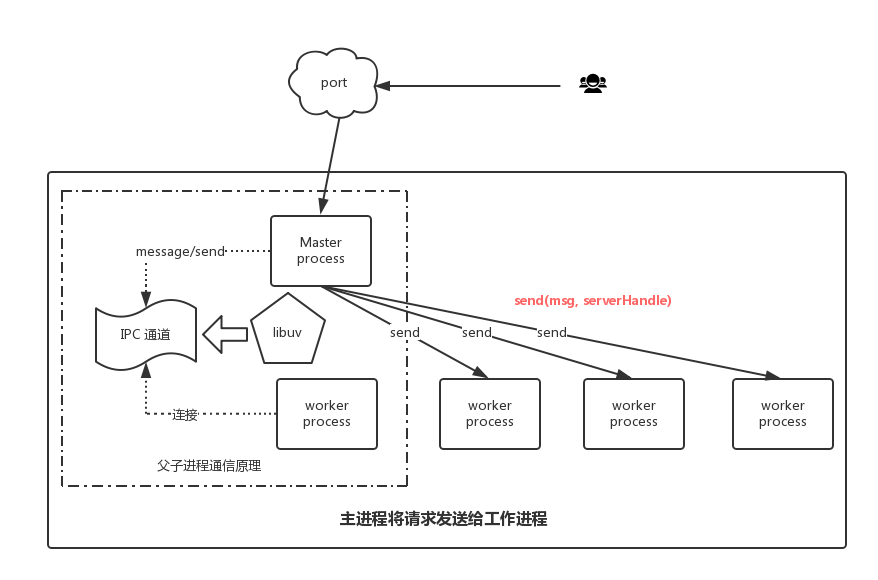 port
Master
process
message/send
send(msg, serverHandle)
IPC 通道
libuv
send
send
send
worker
process
worker
process
worker
process
worker
process
连接
父子进程通信原理
主进程将请求发送给工作进程